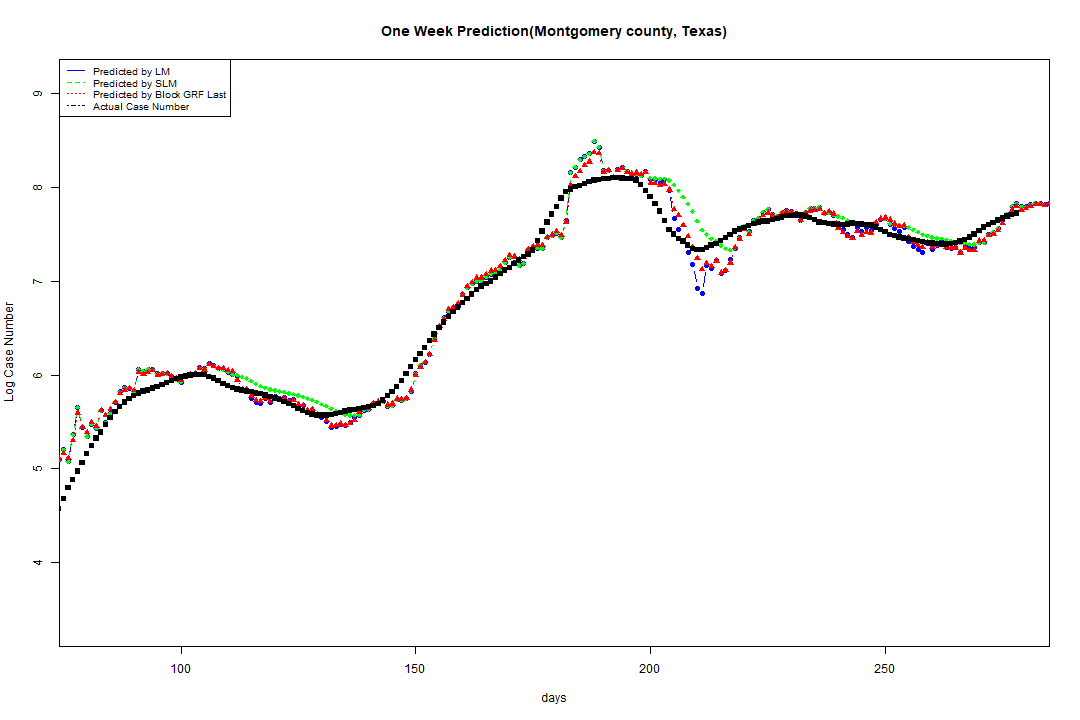 One Week Prediction(Montgomery county, Texas)
Predicted by LM
Predicted by SLM
Predicted by Block GRF Last
Actual Case Number
9
8
7
6
5
4
Log Case Number
100 150 200 250
days